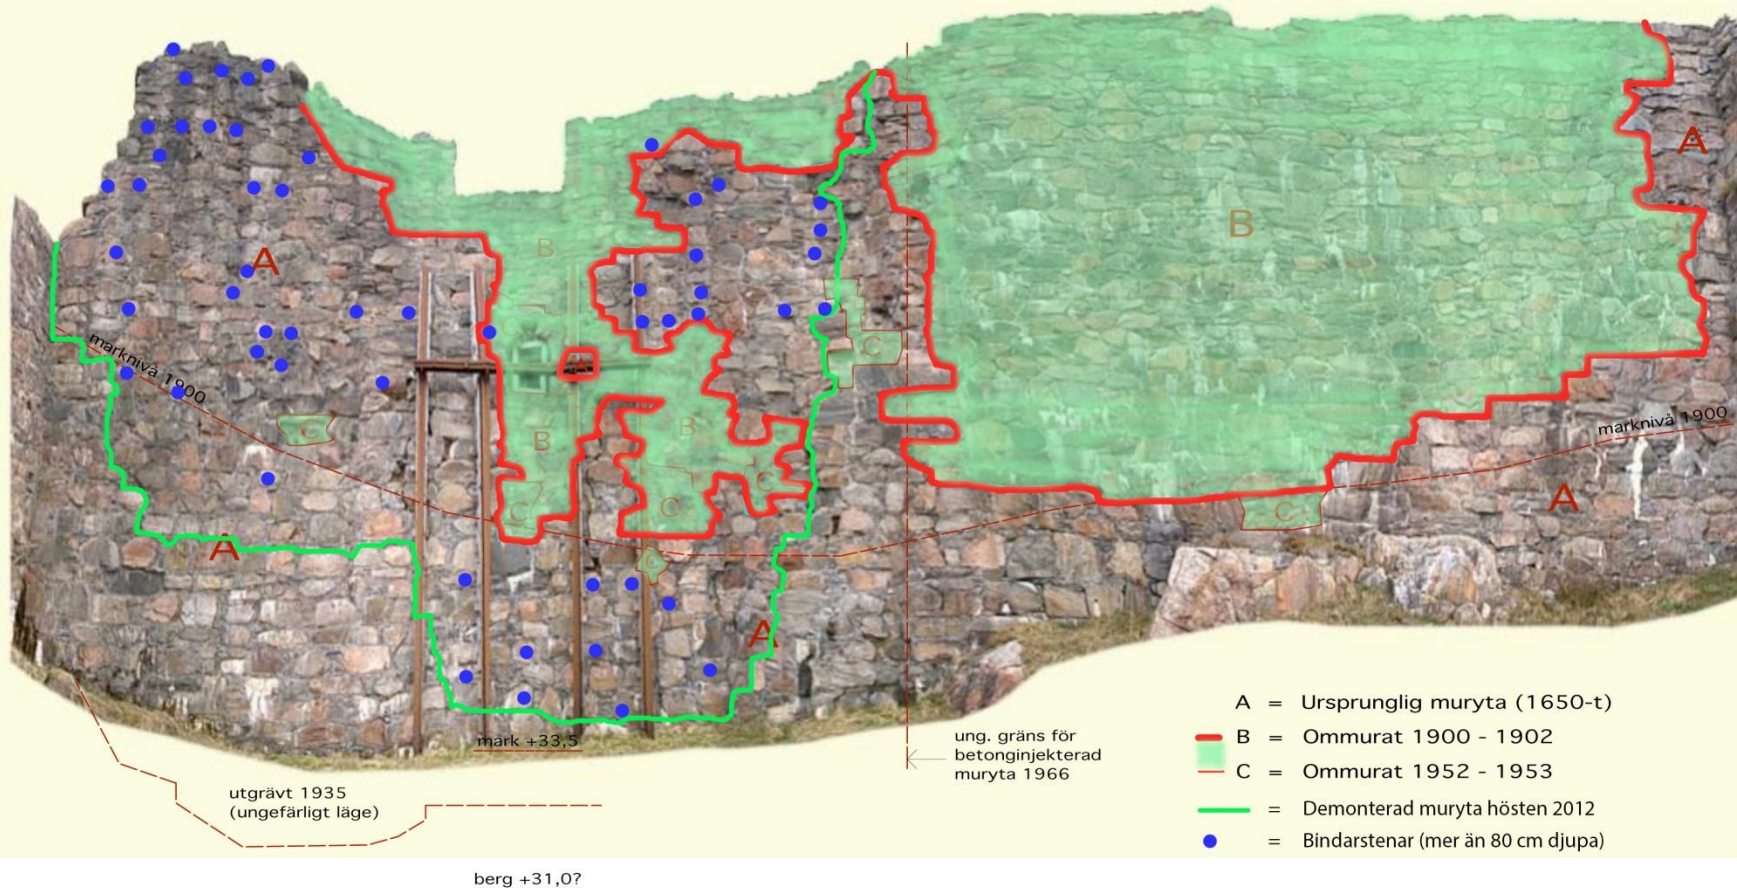 A
B
B
A
marknivå 1900
C
A
C
B
B
marknivå 1900
C
C
C
A
C
A
C
A
mark +33,5
utgrävt 1935
(ungefärligt läge)
berg +31,0?
ung. gräns för
betonginjekterad
muryta 1966
A = Ursprunglig muryta (1650-t)
B = Ommurat 1900 - 1902
C = Ommurat 1952 - 1953
= Demonterad muryta hösten 2012
= Bindarstenar (mer än 80 cm djupa)